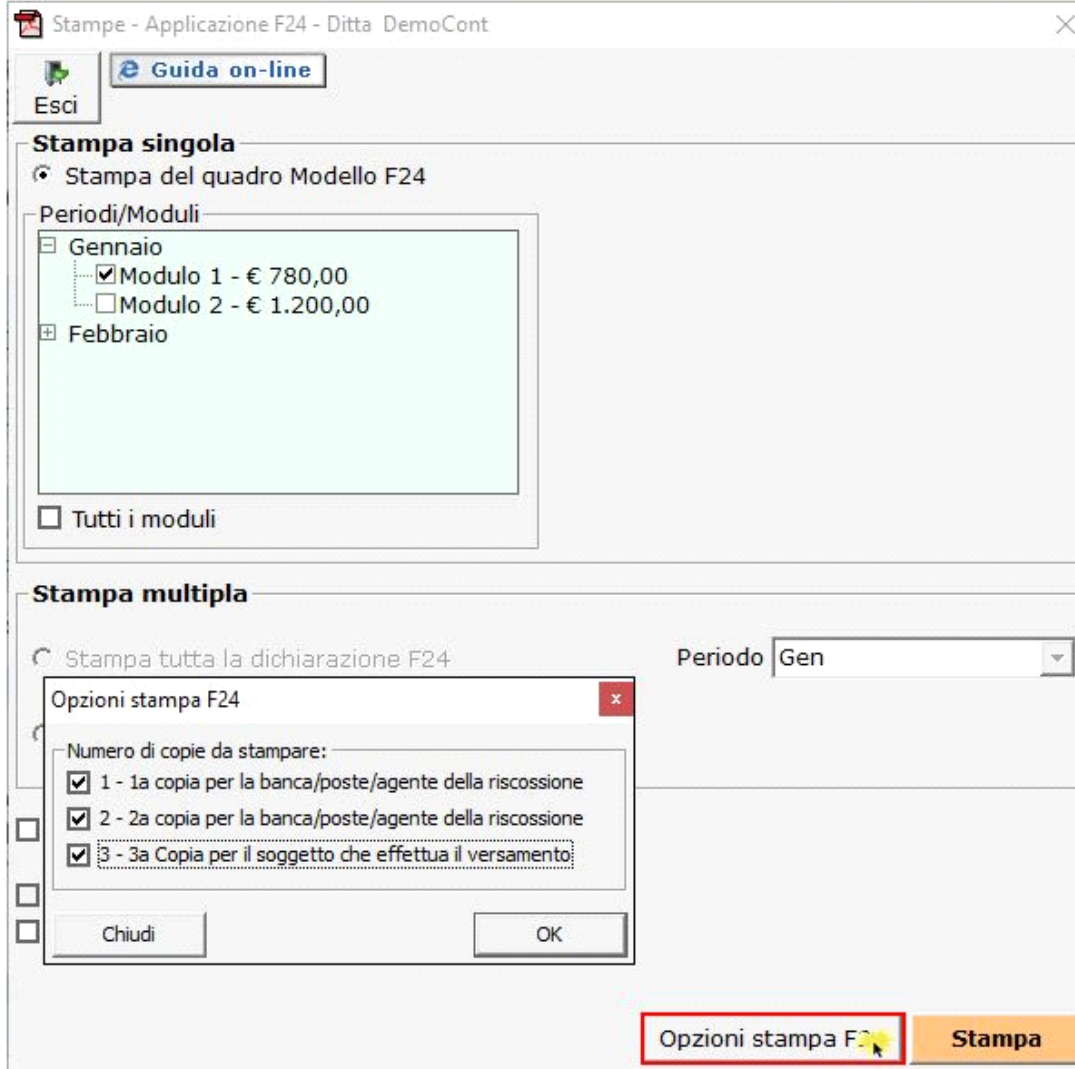 Stampe - Applicazione F24 - Ditta DemoCont
Guida on-line
Esci
Stampa singola
Stampa del quadro Modello F24
Periodi/Moduli
Gennaio
Modulo 1 - € 780,00
Modulo 2 - € 1.200,00
Febbraio
Tutti i moduli
Stampa multipla
Stampa tutta la dichiarazione F24
Periodo Gen
Opzioni stampa F24
Numero di copie da stampare:
1 - 1a copia per la banca/poste/agente della riscossione
2 - 2a copia per la banca/poste/agente della riscossione
3 - 3a Copia per il soggetto che effettua il versamento
Chiudi OK
Opzioni stampa Stampa